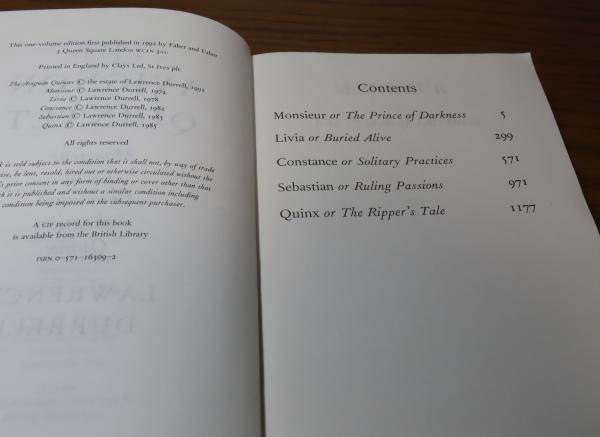 This one-volume edition first published in 1992 by Faber and Faber
3 Queen Square London WC1N 3AU
Printed in England by Clays Ltd, St Ives plc
The Avignon Quintet © the estate of Lawrence Durrell, 1992
Monsieur © Lawrence Durrell, 1974
Livia © Lawrence Durrell, 1978
Constance © Lawrence Durrell, 1982
Sebastian © Lawrence Durrell, 1983
Quinx © Lawrence Durrell, 1985
All rights reserved
is sold subject to the condition that it shall not, by way of trade
be lent, resold, hired out or otherwise circulated without the
prior consent in any form of binding or cover other than that
it is published and without a similar condition including
condition being imposed on the subsequent purchaser.
A CIP record for this book
is available from the British Library
ISBN 0-571-16309-2
Contents
Monsieur or The Prince of Darkness 5
Livia or Buried Alive 299
Constance or Solitary Practices 571
Sebastian or Ruling Passions 971
Quinx or The Ripper's Tale 1177